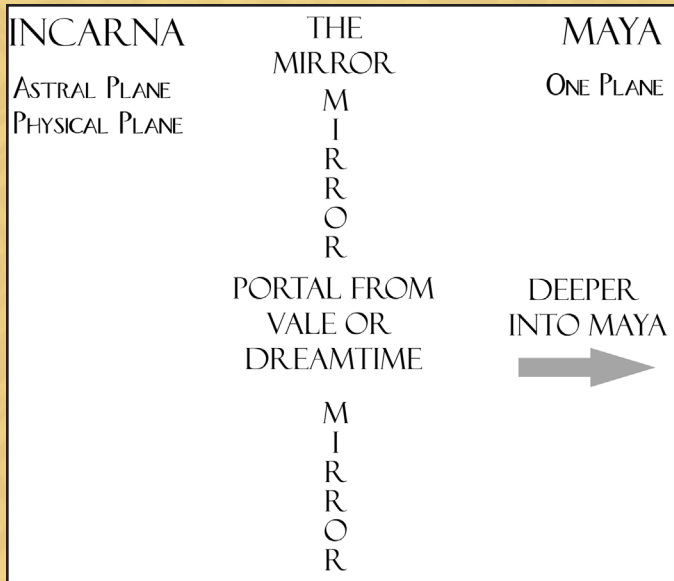 INCARNA
ASTRAL PLANE
PHYSICAL PLANE
THE
MIRROR
M
I
R
R
O
R
PORTAL FROM
VALE OR
DREAMTIME
M
I
R
R
O
R
MAYA
ONE PLANE
DEEPER
INTO MAYA